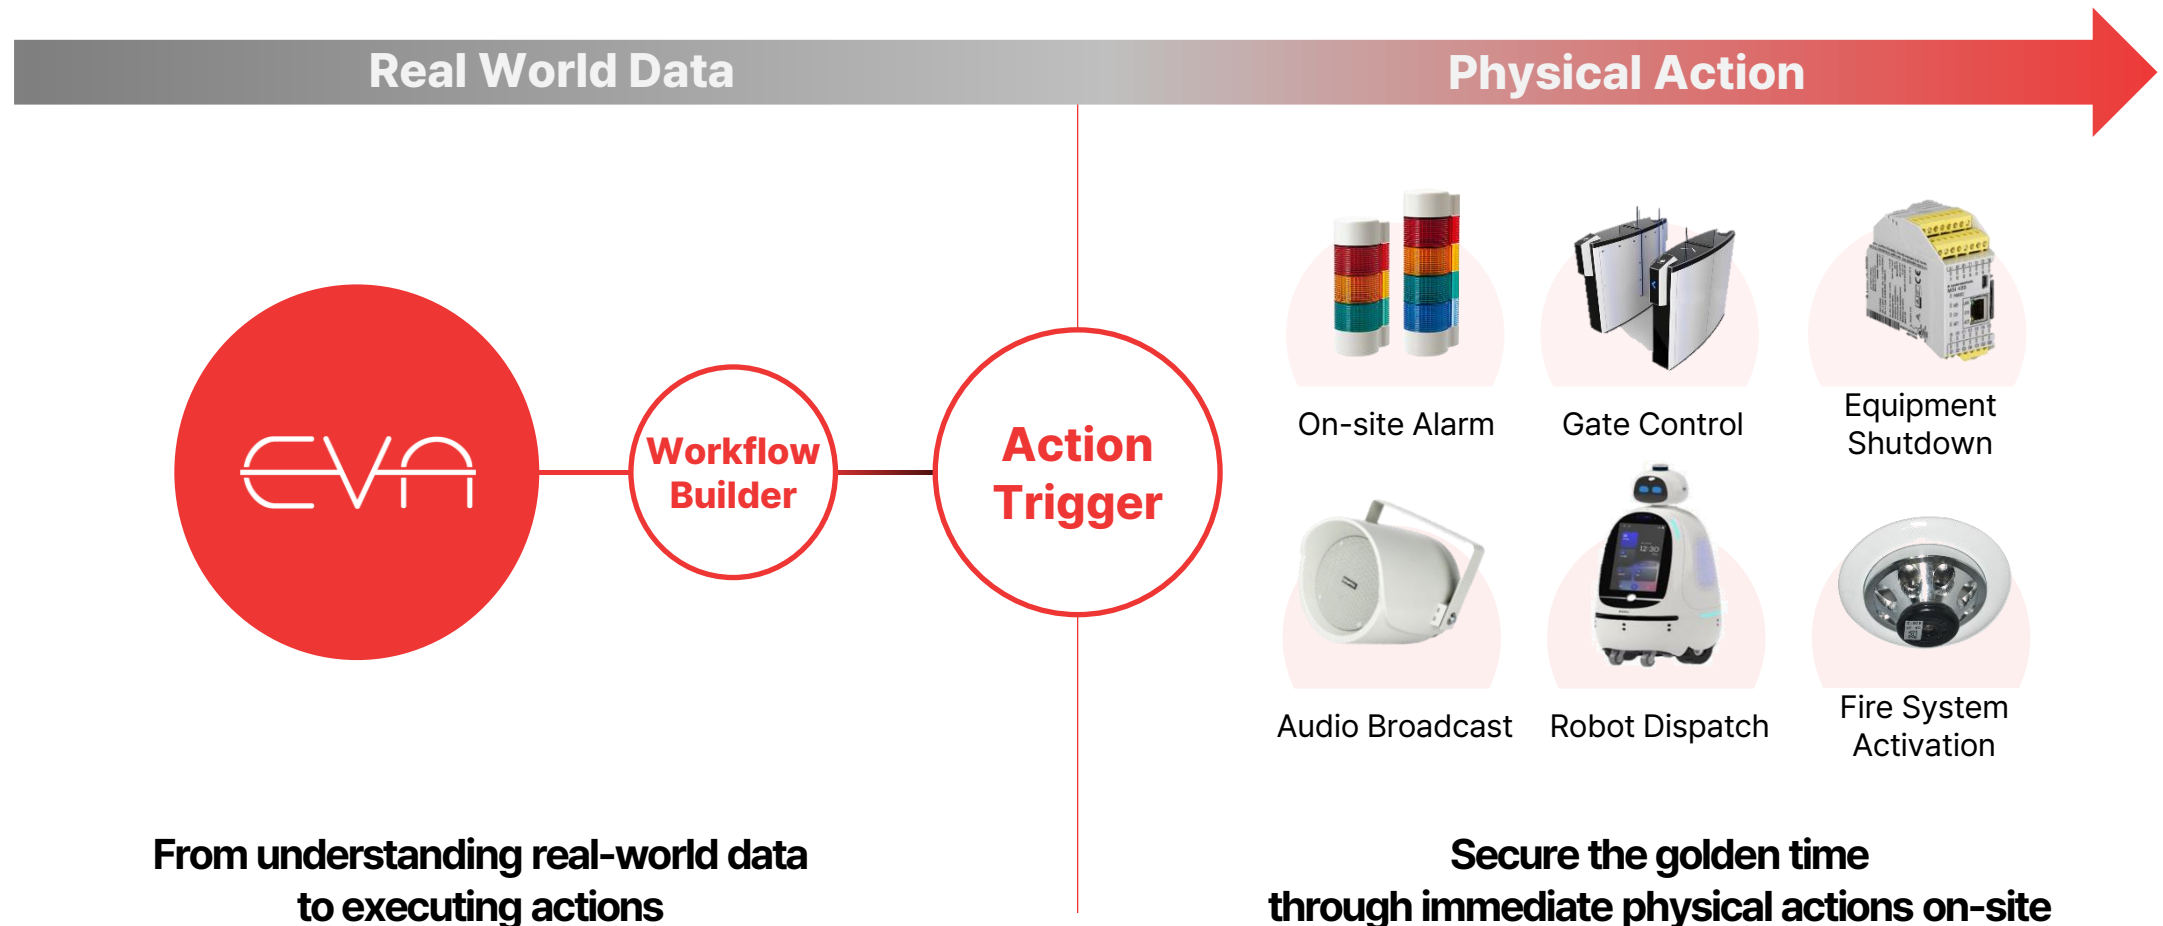 Real World Data
Physical Action
EVA
Workflow
Builder
Action
Trigger
On-site Alarm
Gate Control
Equipment
Shutdown
Audio Broadcast
Robot Dispatch
Fire System
Activation
12:30
From understanding real-world data
to executing actions
Secure the golden time
through immediate physical actions on-site